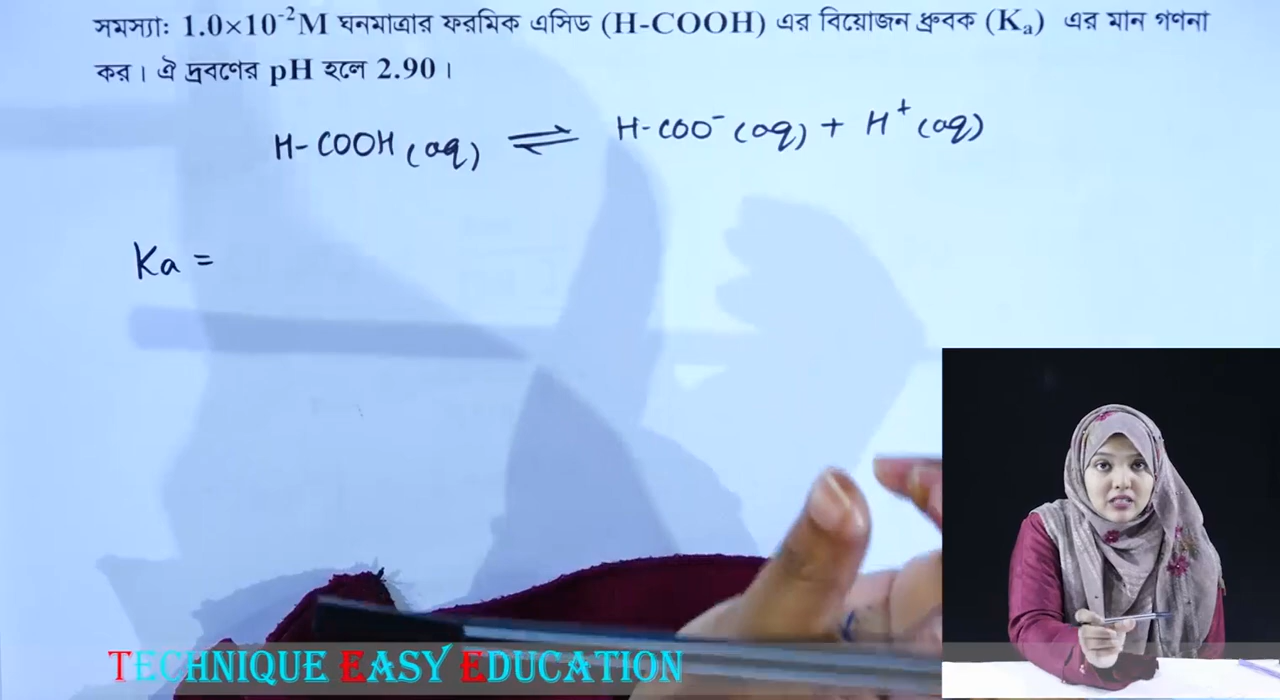 সমস্যাঃ 1.0×10⁻²M ঘনমাত্রার ফরমিক এসিড (H-COOH) এর বিয়োজন ধ্রুবক (Kₐ) এর মান গণনা
কর। ঐ দ্রবণের pH হলে 2.90।
H-COOH (aq) ⇌ H-COO⁻ (aq) + H⁺ (aq)
Ka =
TECHNIQUE EASY EDUCATION